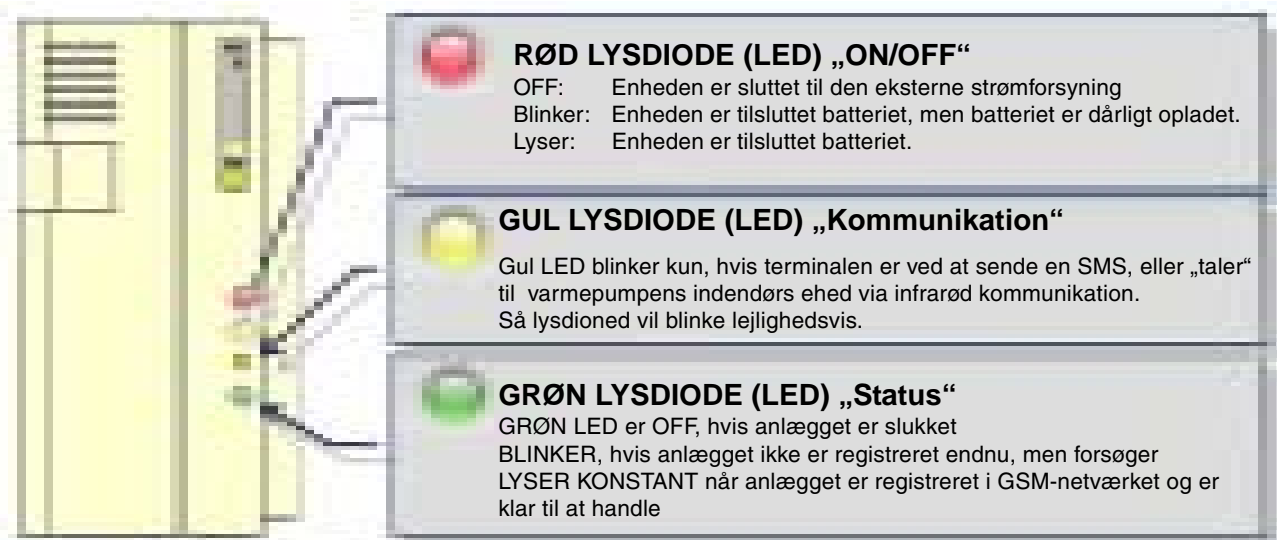 RØD LYSDIODE (LED) „ON/OFF“
OFF: Enheden er sluttet til den eksterne strømforsyning
Blinker: Enheden er tilsluttet batteriet, men batteriet er dårligt opladet.
Lyser: Enheden er tilsluttet batteriet.
GUL LYSDIODE (LED) „Kommunikation“
Gul LED blinker kun, hvis terminalen er ved at sende en SMS, eller „taler“
til varmepumpens indendørs ehed via infrarød kommunikation.
Så lysdioned vil blinke lejlighedsvis.
GRØN LYSDIODE (LED) „Status“
GRØN LED er OFF, hvis anlægget er slukket
BLINKER, hvis anlægget ikke er registreret endnu, men forsøger
LYSER KONSTANT når anlægget er registreret i GSM-netværket og er
klar til at handle